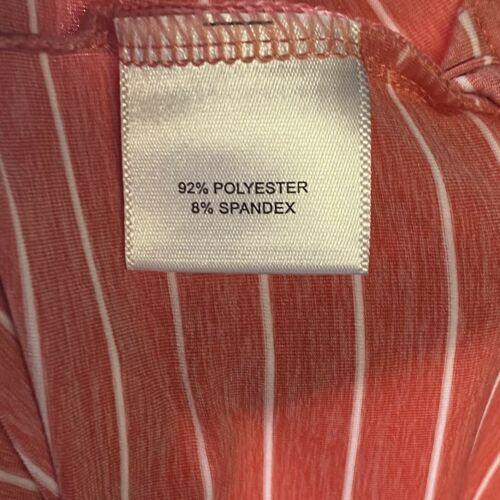 92% POLYESTER
8% SPANDEX